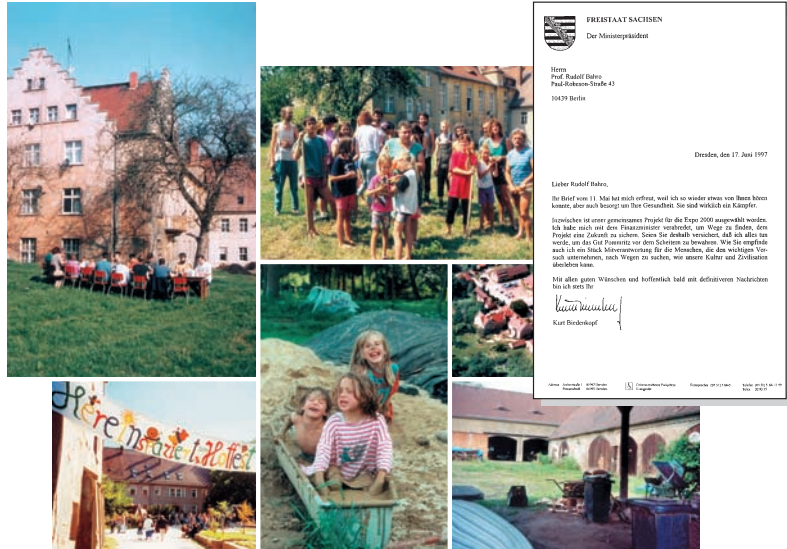 FREISTAAT SACHSEN
Der Ministerpräsident
Herrn
Prof. Rudolf Bahro
Paul-Robeson-Straße 43
10439 Berlin
Dresden, den 17. Juni 1997
Lieber Rudolf Bahro,
Ihr Brief vom 11. Mai hat mich erfreut, weil ich so wieder etwas von Ihnen hören
konnte, aber auch besorgt um Ihre Gesundheit. Sie sind wirklich ein Kämpfer.
Inzwischen ist unser gemeinsames Projekt für die Expo 2000 ausgewählt worden.
Ich habe mich mit dem Finanzminister verabredet, um Wege zu finden, dem
Projekt eine Zukunft zu sichern. Seien Sie deshalb versichert, daß ich alles tun
werde, um das Gut Pommritz vor dem Scheitern zu bewahren. Wie Sie empfinde
auch ich ein Stück Mitverantwortung für die Menschen, die den wichtigen Ver-
such unternehmen, nach Wegen zu suchen, wie unsere Kultur und Zivilisation
überleben kann.
Mit allen guten Wünschen und hoffentlich bald mit definitiveren Nachrichten
bin ich stets Ihr
Kurt Biedenkopf
Hereinspaziert Hoffest